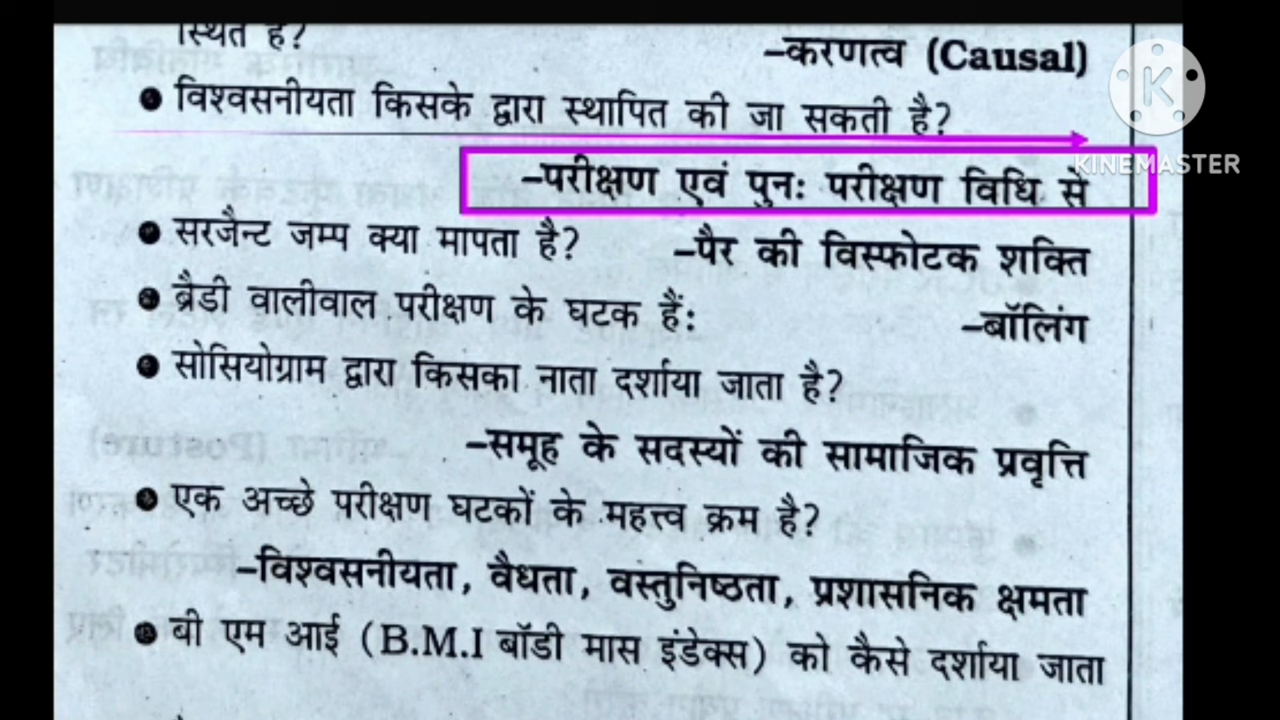 स्थित है?
–करणत्व (Causal)
● विश्वसनीयता किसके द्वारा स्थापित की जा सकती है?
–परीक्षण एवं पुनः परीक्षण विधि से
● सरजैन्ट जम्प क्या मापता है? –पैर की विस्फोटक शक्ति
● ब्रैडी वालीवाल परीक्षण के घटक हैं: –बॉलिंग
● सोसियोग्राम द्वारा किसका नाता दर्शाया जाता है?
–समूह के सदस्यों की सामाजिक प्रवृत्ति
● एक अच्छे परीक्षण घटकों के महत्त्व क्रम है?
–विश्वसनीयता, वैधता, वस्तुनिष्ठता, प्रशासनिक क्षमता
● बी एम आई (B.M.I बॉडी मास इंडेक्स) को कैसे दर्शाया जाता
K
KINEMASTER